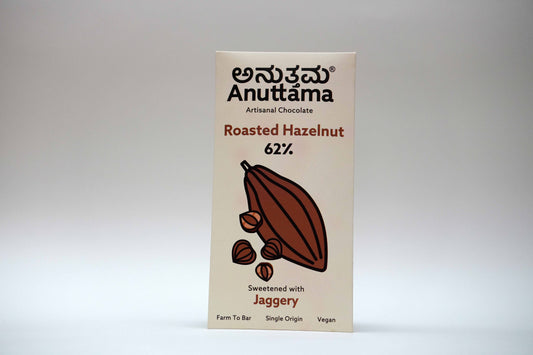 ಅನುತ್ತಮ®
Anuttama
Artisanal Chocolate
Roasted Hazelnut
62%
Sweetened with
Jaggery
Farm To Bar Single Origin Vegan